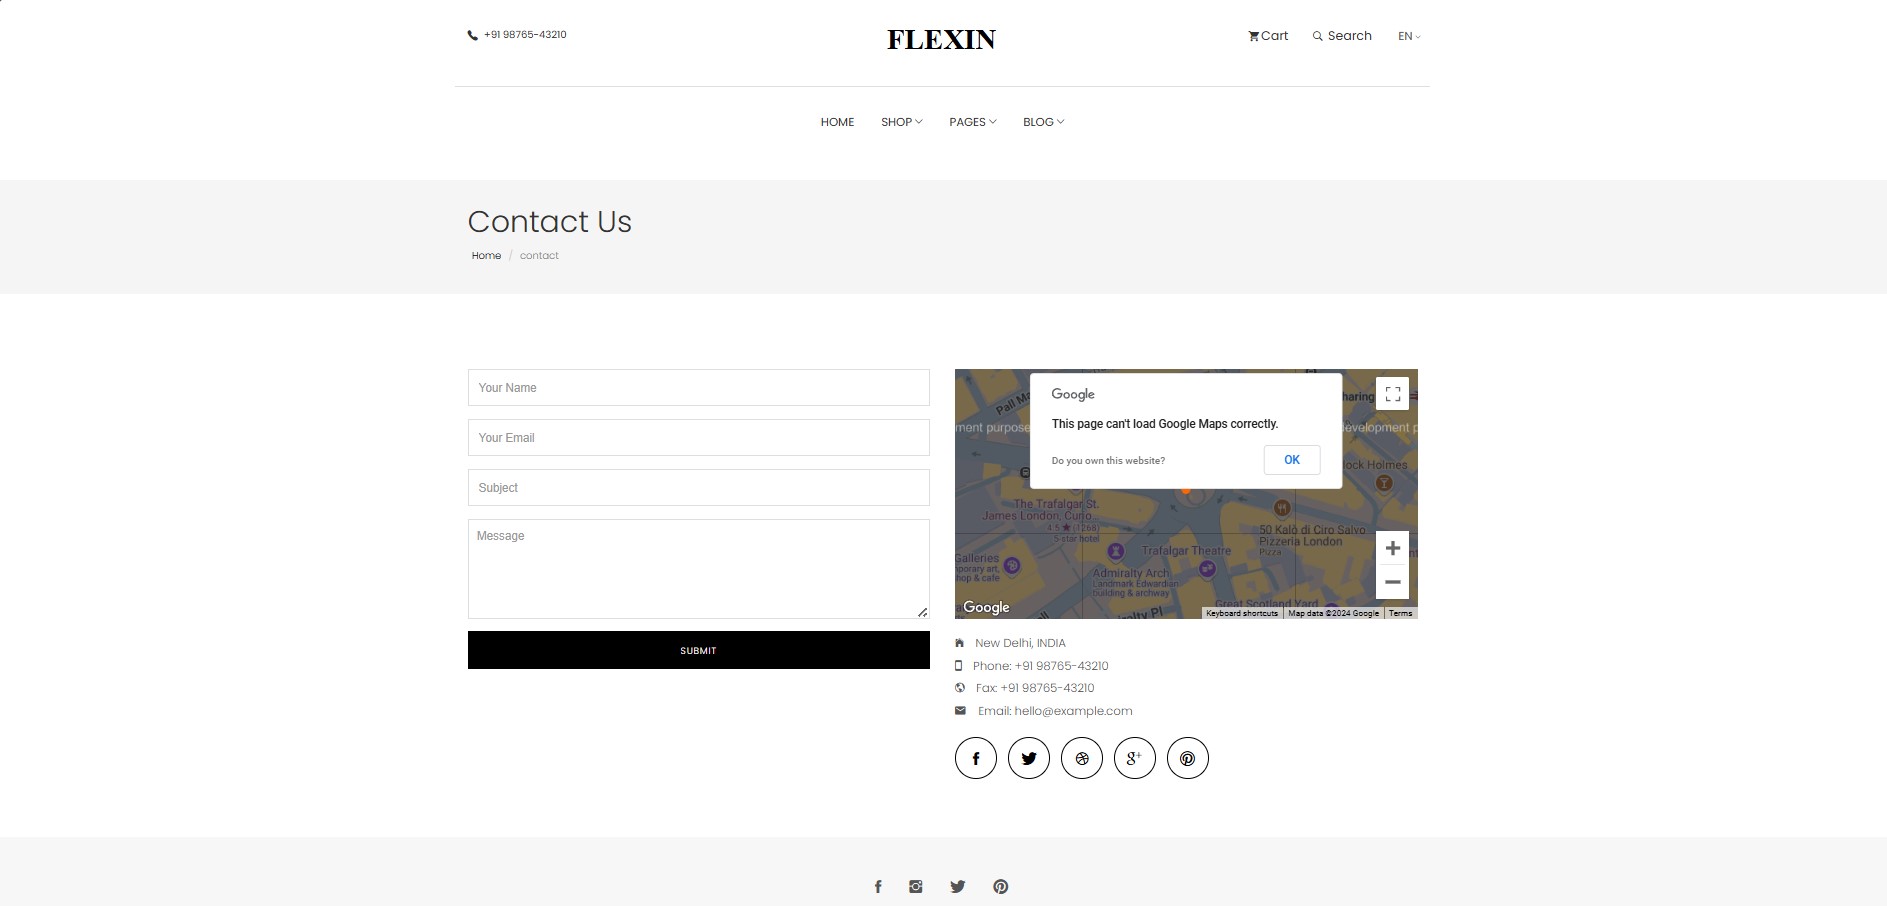 +91 98765-43210
FLEXIN
Cart
Search
EN
HOME
SHOP
PAGES
BLOG
Contact Us
Home / contact
Your Name
Your Email
Subject
Message
SUBMIT
Pall
ment purpose
haring
development p
Google
This page can't load Google Maps correctly.
Do you own this website?
OK
lock Holmes
The Trafalgar St.
James London, Curio
4.5★(1268)
5-star hotel
50 Kalò di Ciro Salvo
Pizzeria London
Pizza
Trafalgar Theatre
Galleries
mporary art,
hop & cafe
Admiralty Arch
Landmark Edwardian
building & archway
Great Scotland Yard
ralty Pl
Google
Keyboard shortcuts
Map data ©2024 Google
Terms
New Delhi, INDIA
Phone: +91 98765-43210
Fax: +91 98765-43210
Email: hello@example.com